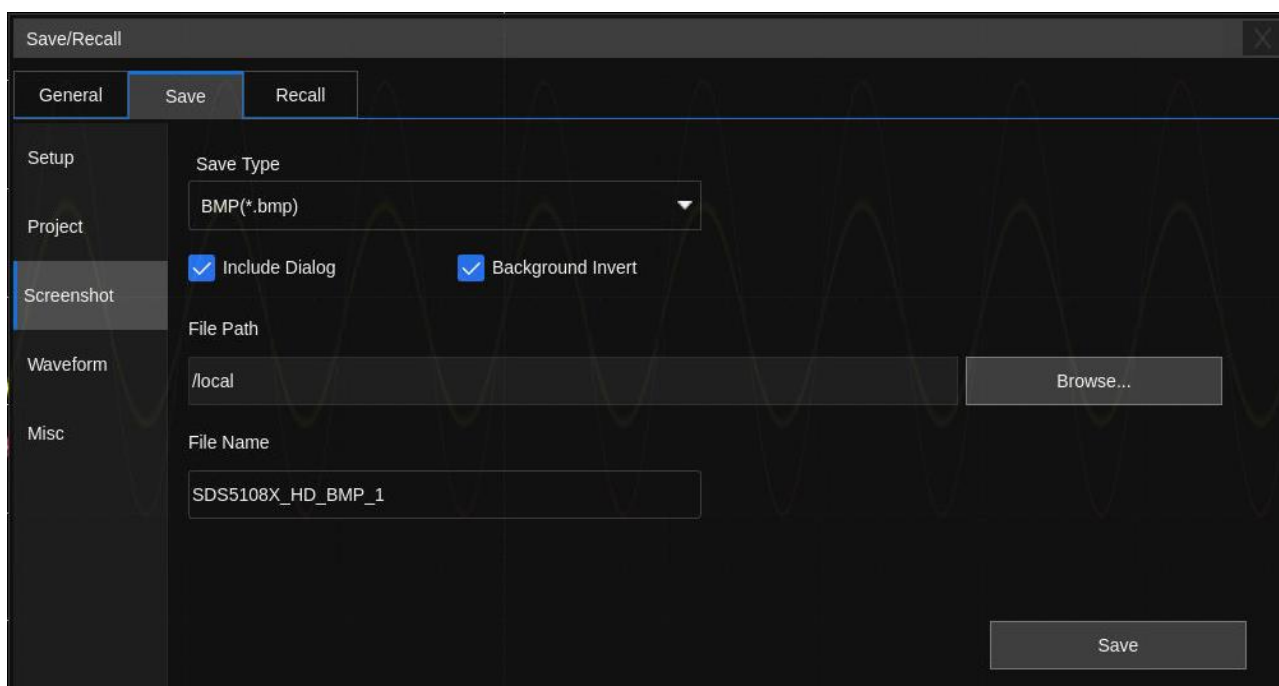 Save/Recall
X
General Save Recall
Setup
Project
Screenshot
Waveform
Misc
Save Type
BMP(*.bmp)
Include Dialog Background Invert
File Path
/local Browse...
File Name
SDS5108X_HD_BMP_1
Save